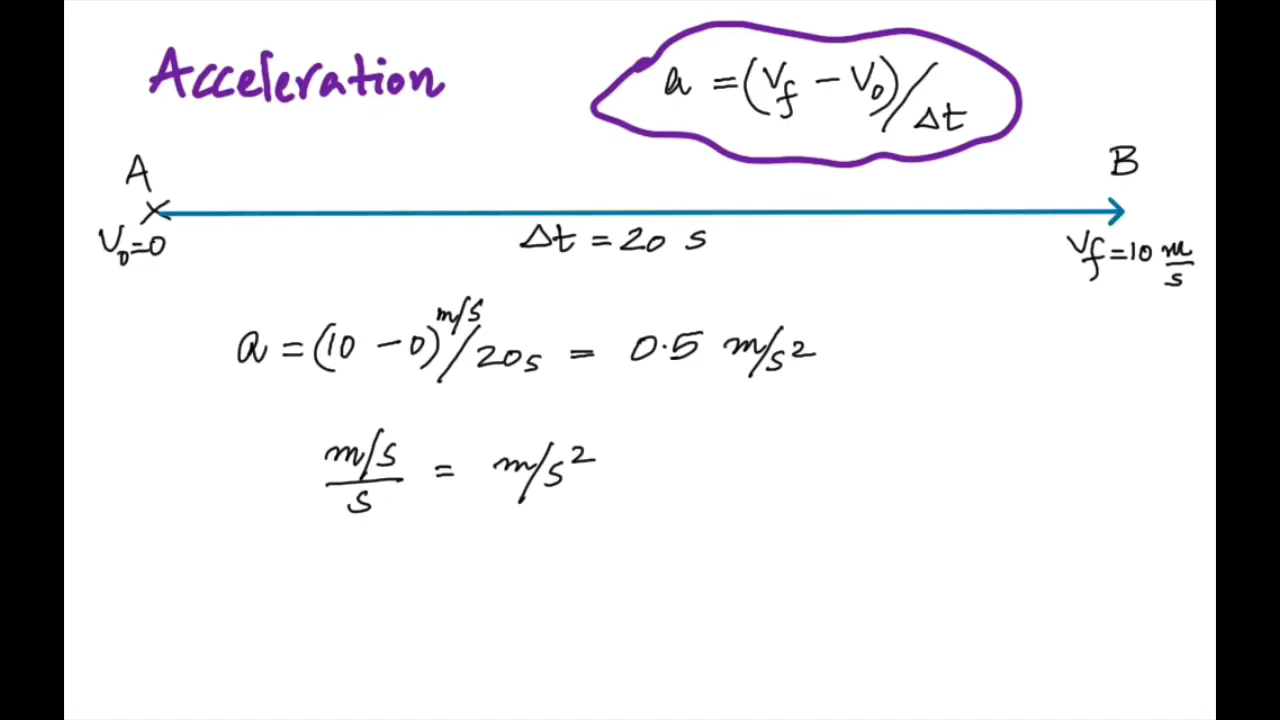 Acceleration
a = (Vf - V₀)/Δt
A
B
V₀=0
Δt = 20 s
Vf=10 m/s
a = (10 - 0) m/s/20s = 0.5 m/s²
m/s/s = m/s²